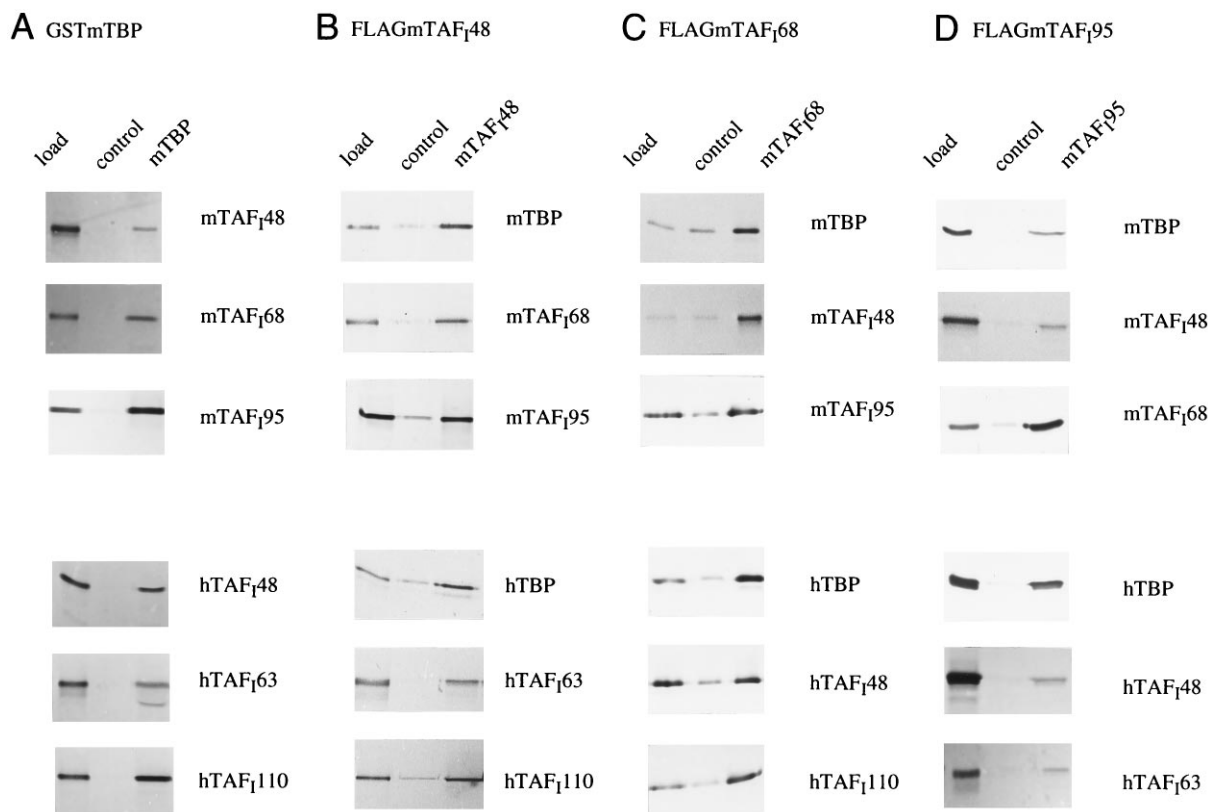 A GSTmTBP
load control mTBP
mTAFI48
mTAFI68
mTAFI95
hTAFI48
hTAFI63
hTAFI110
B FLAGmTAFI48
load control mTAFI48
mTBP
mTAFI68
mTAFI95
hTBP
hTAFI63
hTAFI110
C FLAGmTAFI68
load control mTAFI68
mTBP
mTAFI48
mTAFI95
hTBP
hTAFI48
hTAFI110
D FLAGmTAFI95
load control mTAFI95
mTBP
mTAFI48
mTAFI68
hTBP
hTAFI48
hTAFI63